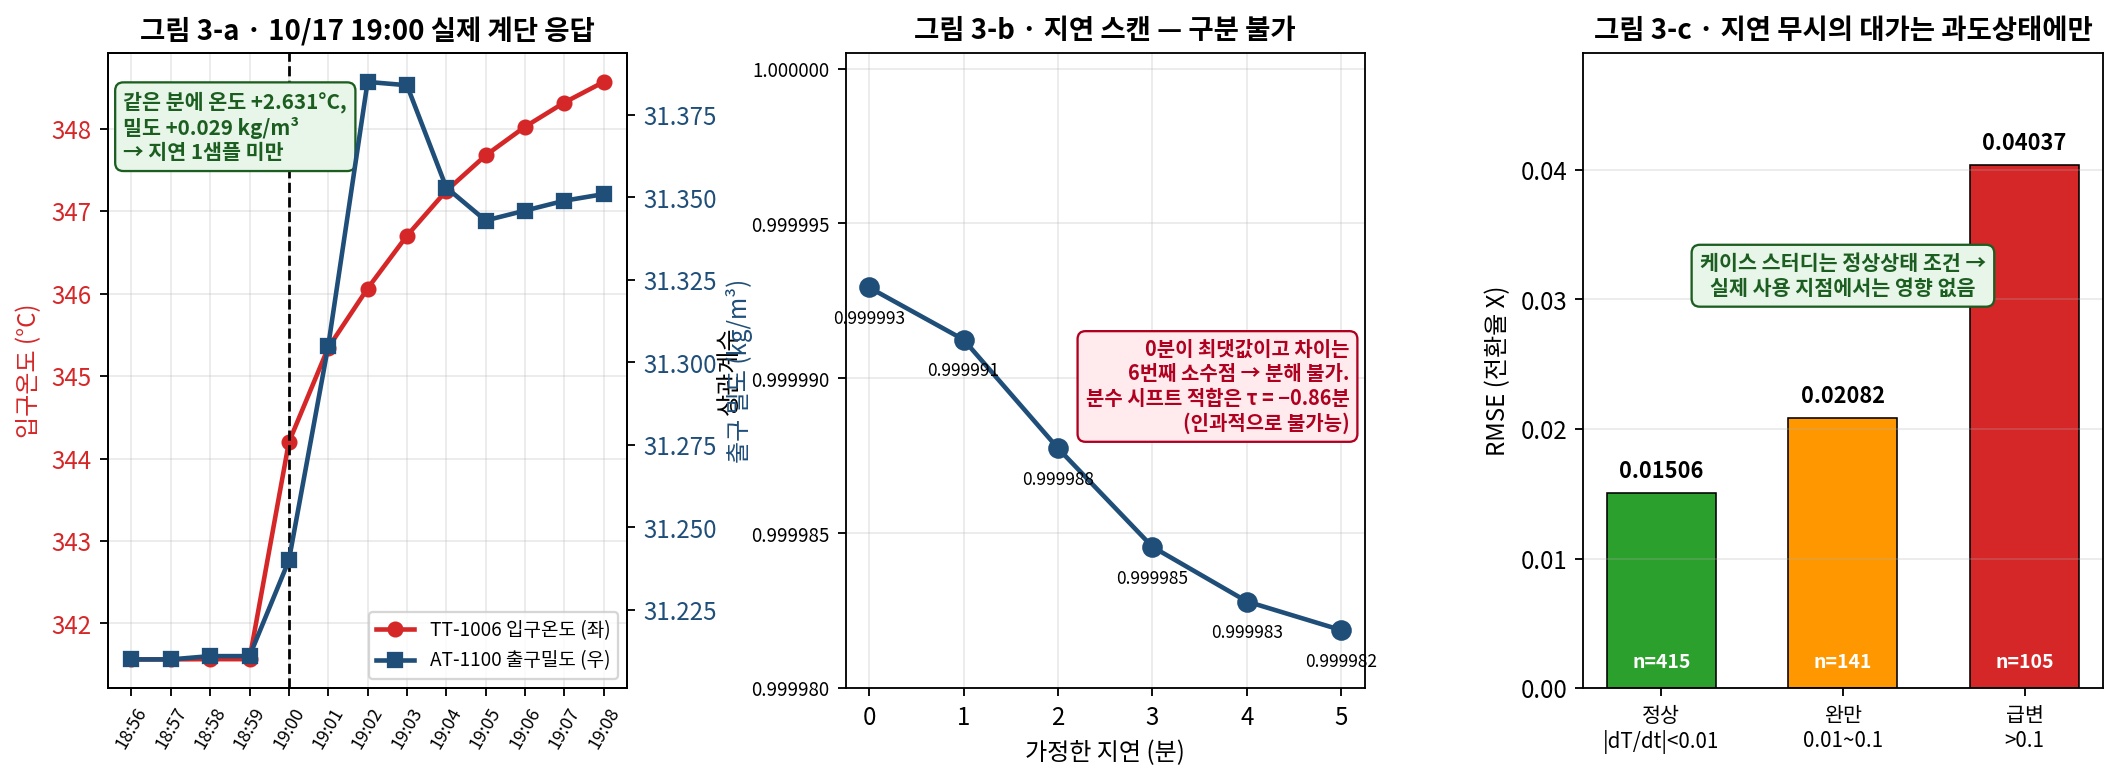 그림 3-a · 10/17 19:00 실제 계단 응답
같은 분에 온도 +2.631°C,
밀도 +0.029 kg/m³
→ 지연 1샘플 미만
입구온도 (°C)
348
347
346
345
344
343
342
31.375
31.350
31.325
31.300
31.275
31.250
31.225
출구 밀도 (kg/m³)
TT-1006 입구온도 (좌)
AT-1100 출구밀도 (우)
18:56
18:57
18:58
18:59
19:00
19:01
19:02
19:03
19:04
19:05
19:06
19:07
19:08
그림 3-b · 지연 스캔 — 구분 불가
상관계수
1.000000
0.999995
0.999990
0.999985
0.999980
0.999993
0.999991
0.999988
0.999985
0.999983
0.999982
0분이 최댓값이고 차이는
6번째 소수점 → 분해 불가.
분수 시프트 적합은 τ = −0.86분
(인과적으로 불가능)
0
1
2
3
4
5
가정한 지연 (분)
그림 3-c · 지연 무시의 대가는 과도상태에만
RMSE (전환율 X)
0.04
0.03
0.02
0.01
0.00
0.01506
0.02082
0.04037
케이스 스터디는 정상상태 조건 →
실제 사용 지점에서는 영향 없음
n=415
n=141
n=105
정상
|dT/dt|<0.01
완만
0.01~0.1
급변
>0.1